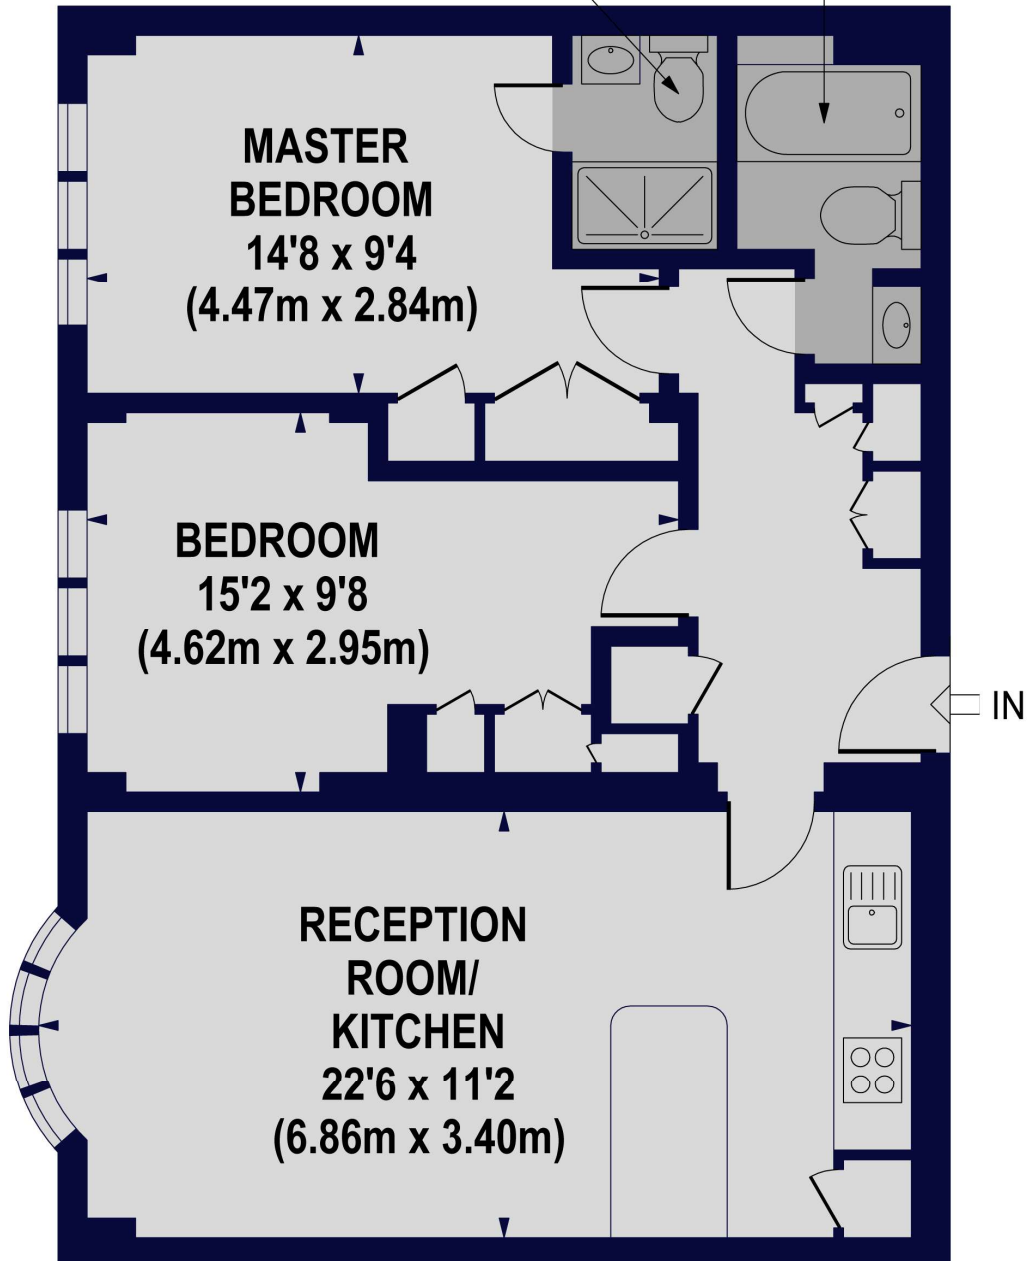 MASTER
BEDROOM
14'8 x 9'4
(4.47m x 2.84m)
BEDROOM
15'2 x 9'8
(4.62m x 2.95m)
IN
RECEPTION
ROOM/
KITCHEN
22'6 x 11'2
(6.86m x 3.40m)